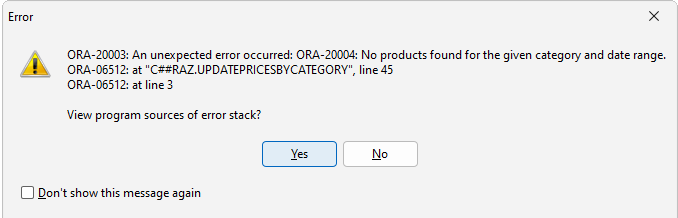 Error
ORA-20003: An unexpected error occurred: ORA-20004: No products found for the given category and date range.
ORA-06512: at "C##RAZ.UPDATEPRICESBYCATEGORY", line 45
ORA-06512: at line 3
View program sources of error stack?
Yes No
Don't show this message again